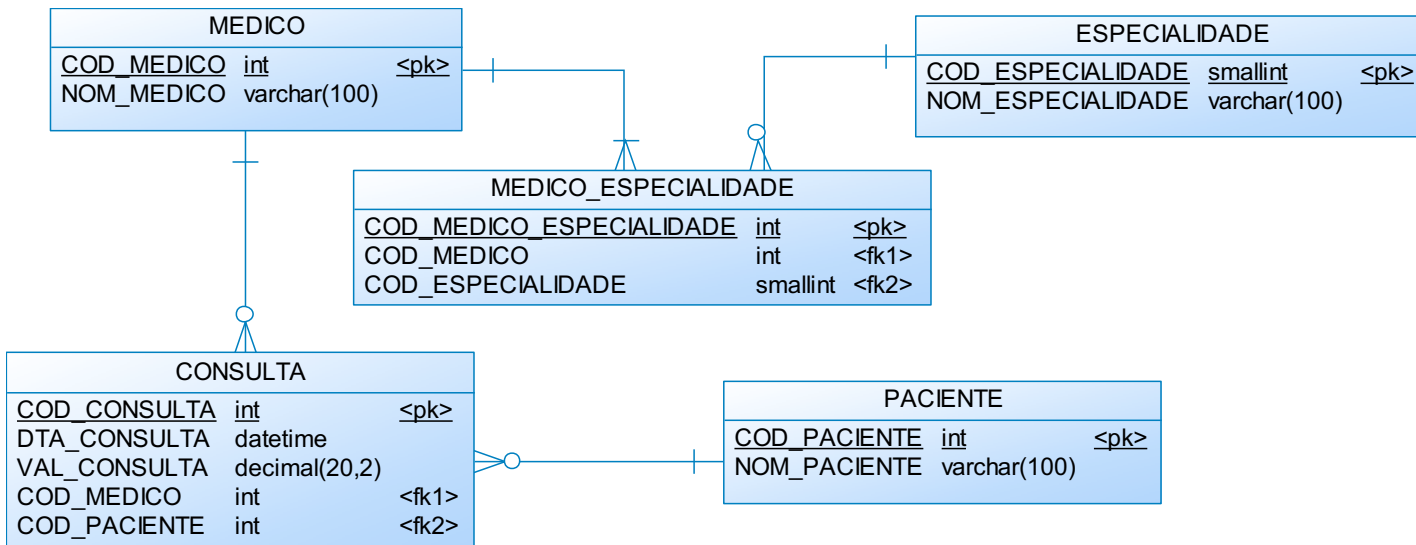 MEDICO
COD_MEDICO int <pk>
NOM_MEDICO varchar(100)
ESPECIALIDADE
COD_ESPECIALIDADE smallint <pk>
NOM_ESPECIALIDADE varchar(100)
MEDICO_ESPECIALIDADE
COD_MEDICO_ESPECIALIDADE int <pk>
COD_MEDICO int <fk1>
COD_ESPECIALIDADE smallint <fk2>
CONSULTA
COD_CONSULTA int <pk>
DTA_CONSULTA datetime
VAL_CONSULTA decimal(20,2)
COD_MEDICO int <fk1>
COD_PACIENTE int <fk2>
PACIENTE
COD_PACIENTE int <pk>
NOM_PACIENTE varchar(100)